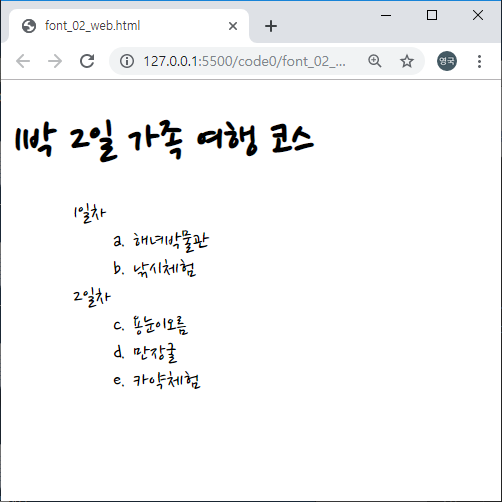 font_02_web.html
127.0.0.1:5500/code0/font_02_...
영국
1박 2일 가족 여행 코스
1일차
a. 해녀박물관
b. 낚시체험
2일차
c. 용눈이오름
d. 만장굴
e. 카약체험